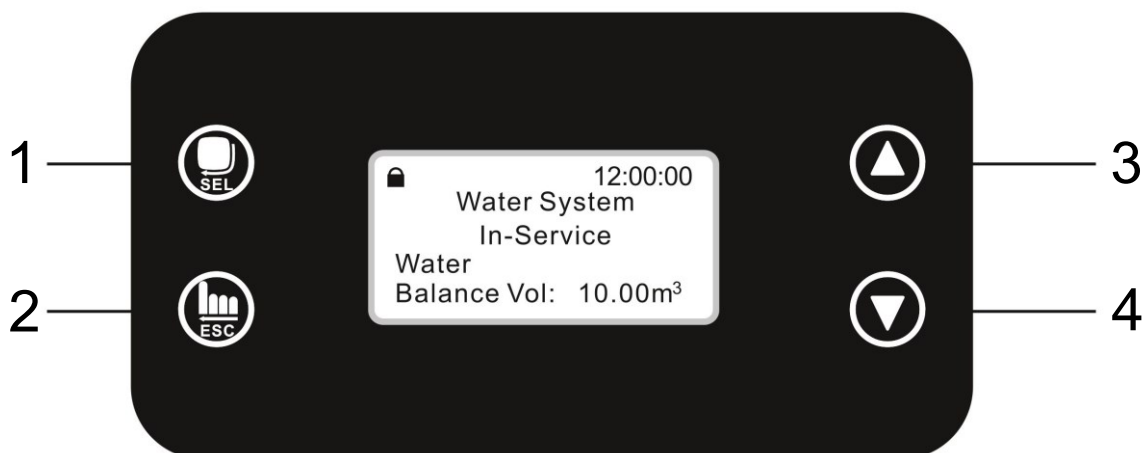 1
SEL
2
ESC
12:00:00
Water System
In-Service
Water
Balance Vol: 10.00m³
3
4